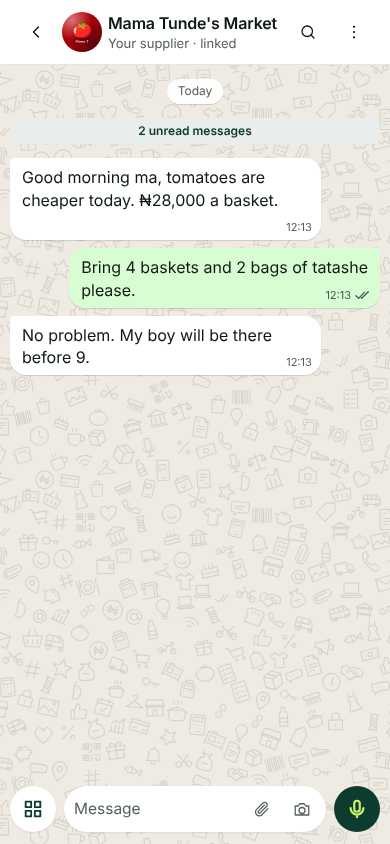 Mama Tunde's Market
Your supplier · linked
Today
2 unread messages
Good morning ma, tomatoes are
cheaper today. ₦28,000 a basket.
12:13
Bring 4 baskets and 2 bags of tatashe
please.
12:13
No problem. My boy will be there
before 9.
12:13
Message